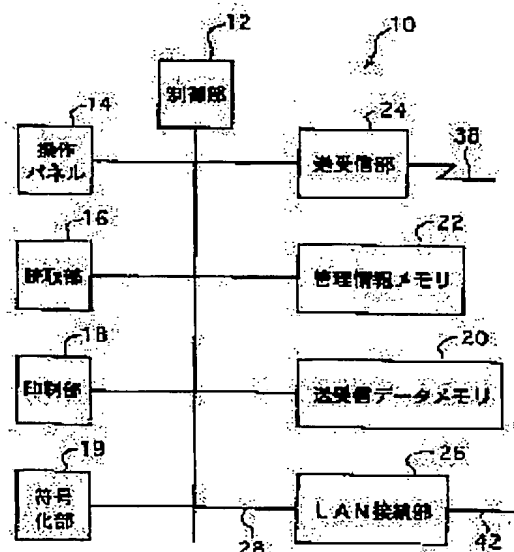 12
10
制御部
14
24
38
操作
パネル
送受信部
16
22
読取部
管理情報メモリ
18
20
印刷部
送受信データメモリ
19
26
符号
化部
LAN接続部
28
42